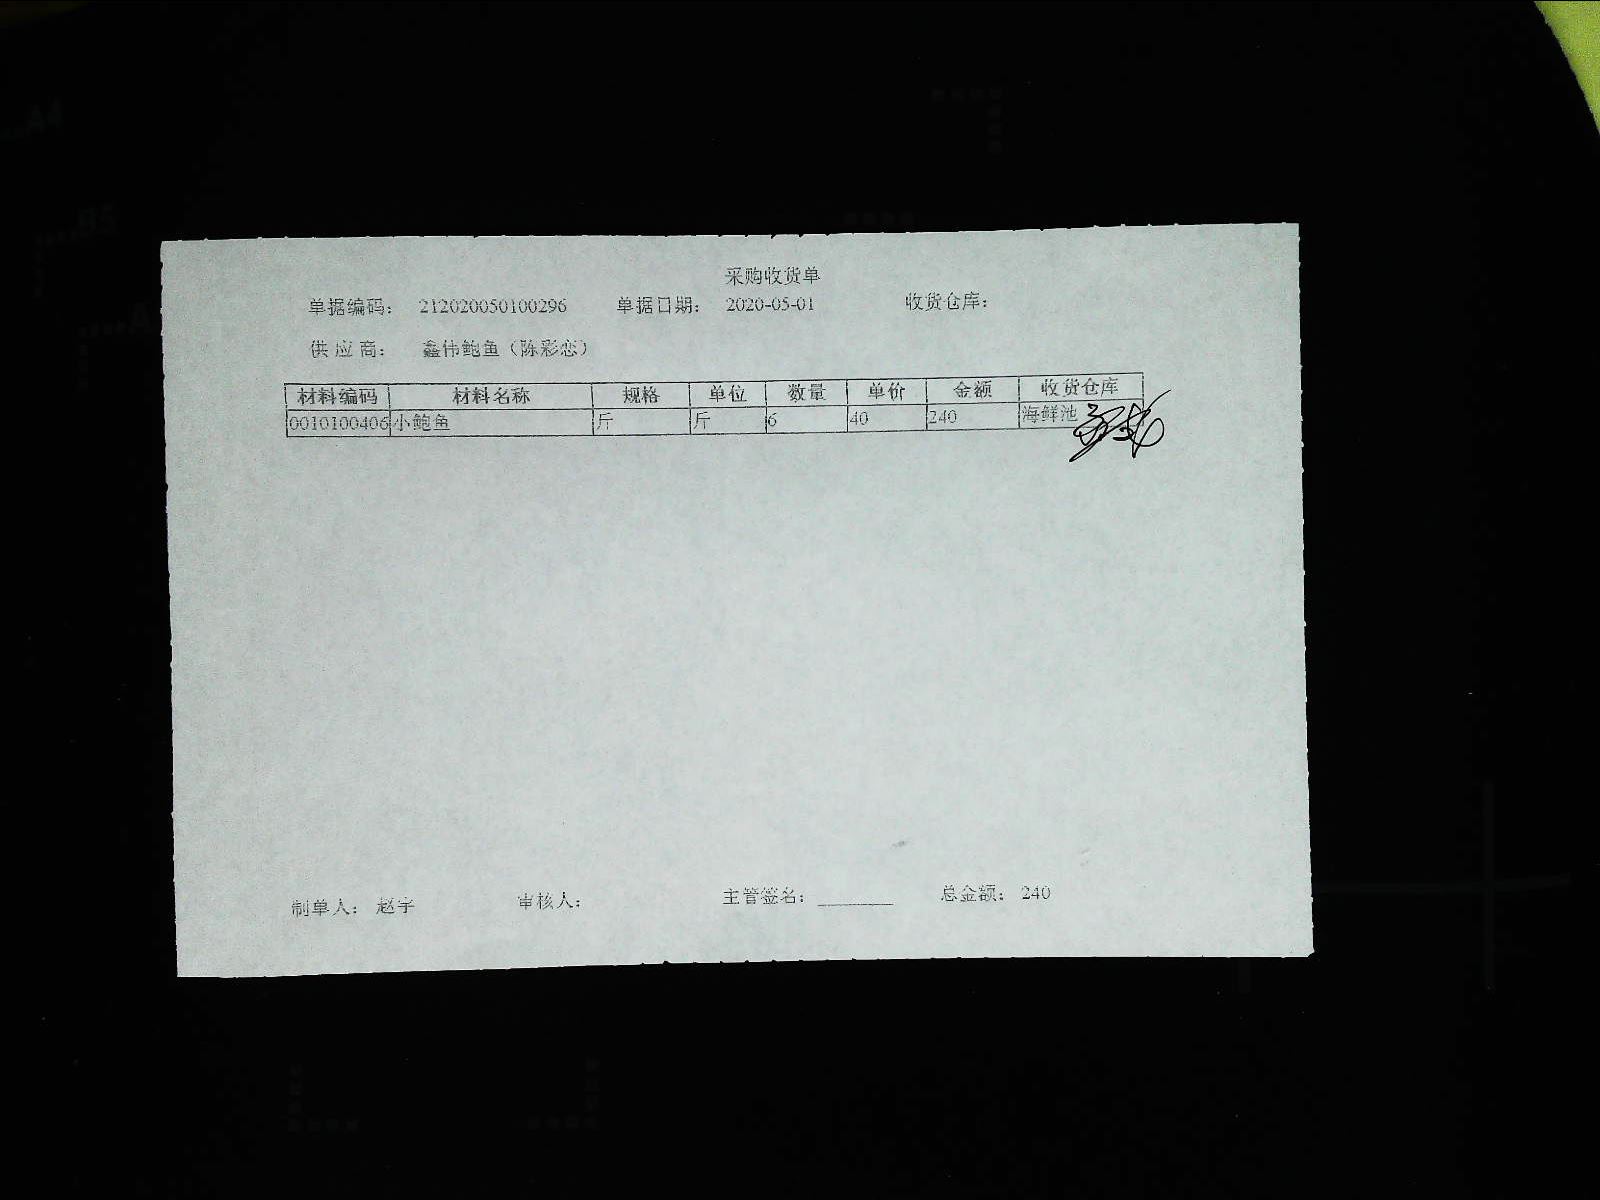 采购收货单
单据编码： 212020050100296 单据日期： 2020-05-01 收货仓库：
供应商： 鑫伟鲍鱼（陈彩恋）
材料编码 材料名称 规格 单位 数量 单价 金额 收货仓库
0010100406 小鲍鱼 斤 斤 6 40 240 海鲜池
制单人： 赵宇 审核人： 主管签名：________ 总金额： 240